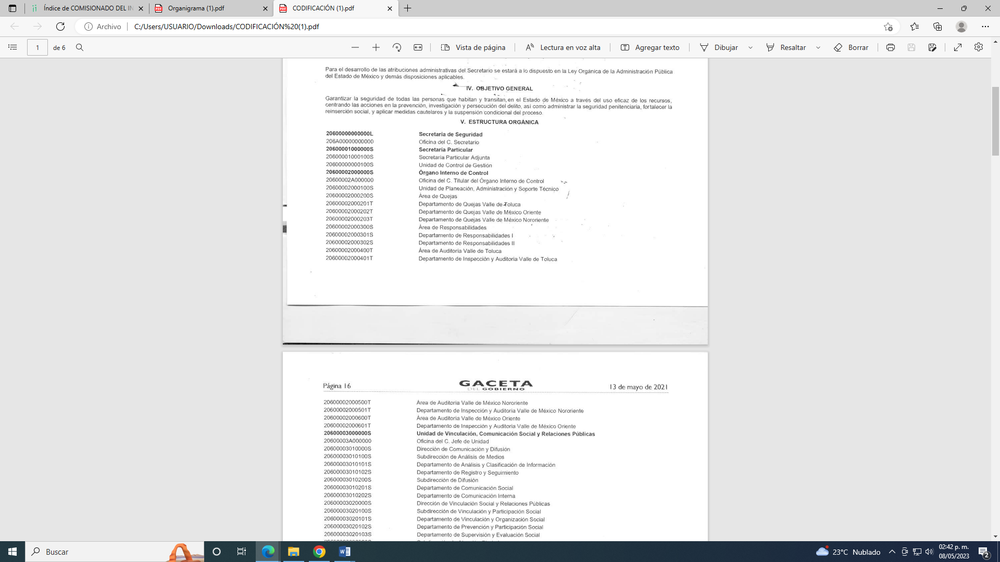 Índice de COMISIONADO DEL IN
Organigrama (1).pdf
CODIFICACIÓN (1).pdf
Archivo
C:/Users/USUARIO/Downloads/CODIFICACIÓN%20(1).pdf
1 de 6
Vista de página
Lectura en voz alta
Agregar texto
Dibujar
Resaltar
Borrar
Para el desarrollo de las atribuciones administrativas del Secretario se estará a lo dispuesto en la Ley Orgánica de la Administración Pública
del Estado de México y demás disposiciones aplicables.
IV. OBJETIVO GENERAL
Garantizar la seguridad de todas las personas que habitan y transitan, en el Estado de México a través del uso eficaz de los recursos,
centrando las acciones en la prevención, investigación y persecución del delito, así como administrar la seguridad penitenciaria, fortalecer la
reinserción social, y aplicar medidas cautelares y la suspensión condicional del proceso.
V. ESTRUCTURA ORGÁNICA
20600000000000L Secretaría de Seguridad
206A00000000000 Oficina del C. Secretario
20600001000000S Secretaría Particular
20600001000100S Secretaría Particular Adjunta
20600000000100S Unidad de Control de Gestión
20600002000000S Órgano Interno de Control
20600002A000000 Oficina del C. Titular del Órgano Interno de Control
20600002000100S Unidad de Planeación, Administración y Soporte Técnico
20600002000200S Área de Quejas
20600002000201T Departamento de Quejas Valle de Toluca
20600002000202T Departamento de Quejas Valle de México Oriente
20600002000203T Departamento de Quejas Valle de México Nororiente
20600002000300S Área de Responsabilidades
20600002000301S Departamento de Responsabilidades I
20600002000302S Departamento de Responsabilidades II
20600002000400T Área de Auditoría Valle de Toluca
20600002000401T Departamento de Inspección y Auditoría Valle de Toluca
Página 16
GACETA
DEL GOBIERNO
13 de mayo de 2021
20600002000500T Área de Auditoría Valle de México Nororiente
20600002000501T Departamento de Inspección y Auditoría Valle de México Nororiente
20600002000600T Área de Auditoría Valle de México Oriente
20600002000601T Departamento de Inspección y Auditoría Valle de México Oriente
20600003000000S Unidad de Vinculación, Comunicación Social y Relaciones Públicas
20600003A000000 Oficina del C. Jefe de Unidad
20600003010000S Dirección de Comunicación y Difusión
20600003010100S Subdirección de Análisis de Medios
20600003010101S Departamento de Análisis y Clasificación de Información
20600003010102S Departamento de Registro y Seguimiento
20600003010200S Subdirección de Difusión
20600003010201S Departamento de Comunicación Social
20600003010202S Departamento de Comunicación Interna
20600003020000S Dirección de Vinculación Social y Relaciones Públicas
20600003020100S Subdirección de Vinculación y Participación Social
20600003020101S Departamento de Vinculación y Organización Social
20600003020102S Departamento de Prevención y Participación Social
20600003020103S Departamento de Supervisión y Evaluación Social
Buscar
23°C Nublado
02:42 p. m.
08/05/2023
2